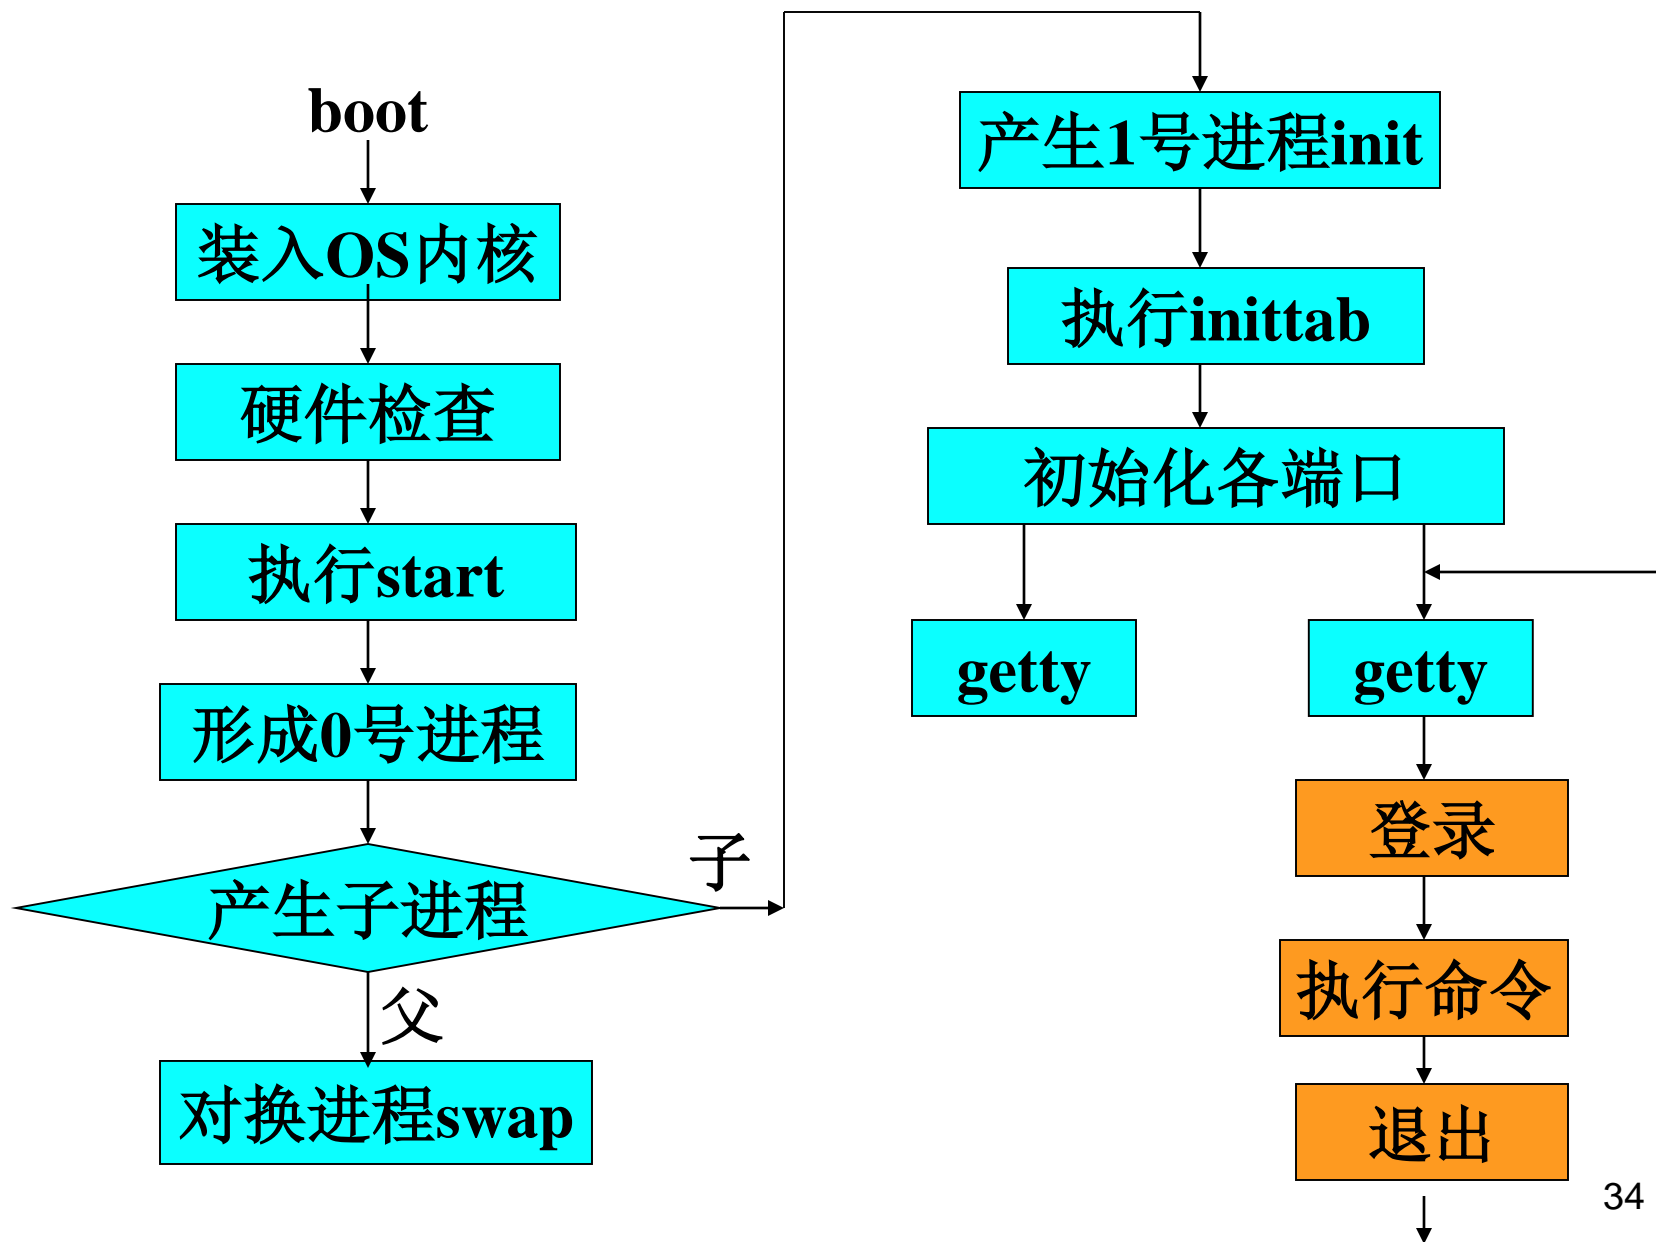 boot
装入OS内核
硬件检查
执行start
形成0号进程
产生子进程
子
父
对换进程swap
产生1号进程init
执行inittab
初始化各端口
getty
getty
登录
执行命令
退出
34